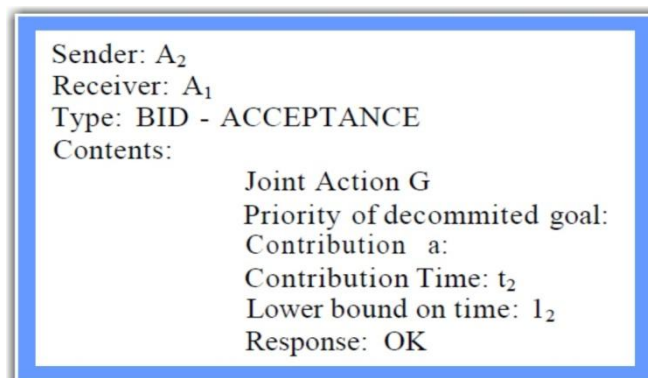 Sender: A₂
Receiver: A₁
Type: BID - ACCEPTANCE
Contents:
Joint Action G
Priority of decommited goal:
Contribution a:
Contribution Time: t₂
Lower bound on time: l₂
Response: OK